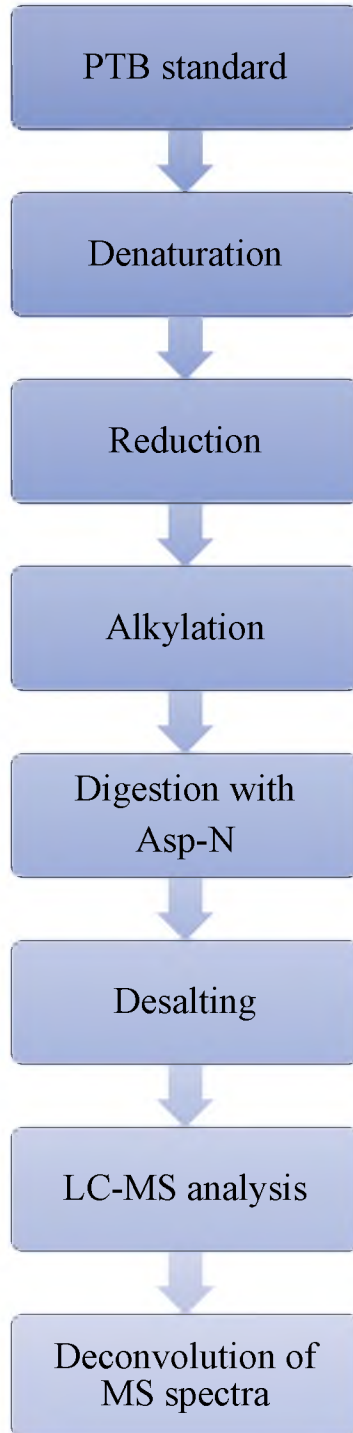 PTB standard
Denaturation
Reduction
Alkylation
Digestion with
Asp-N
Desalting
LC-MS analysis
Deconvolution of
MS spectra